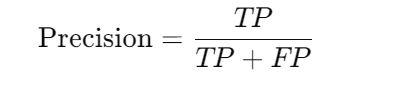 Precision = TP / TP + FP